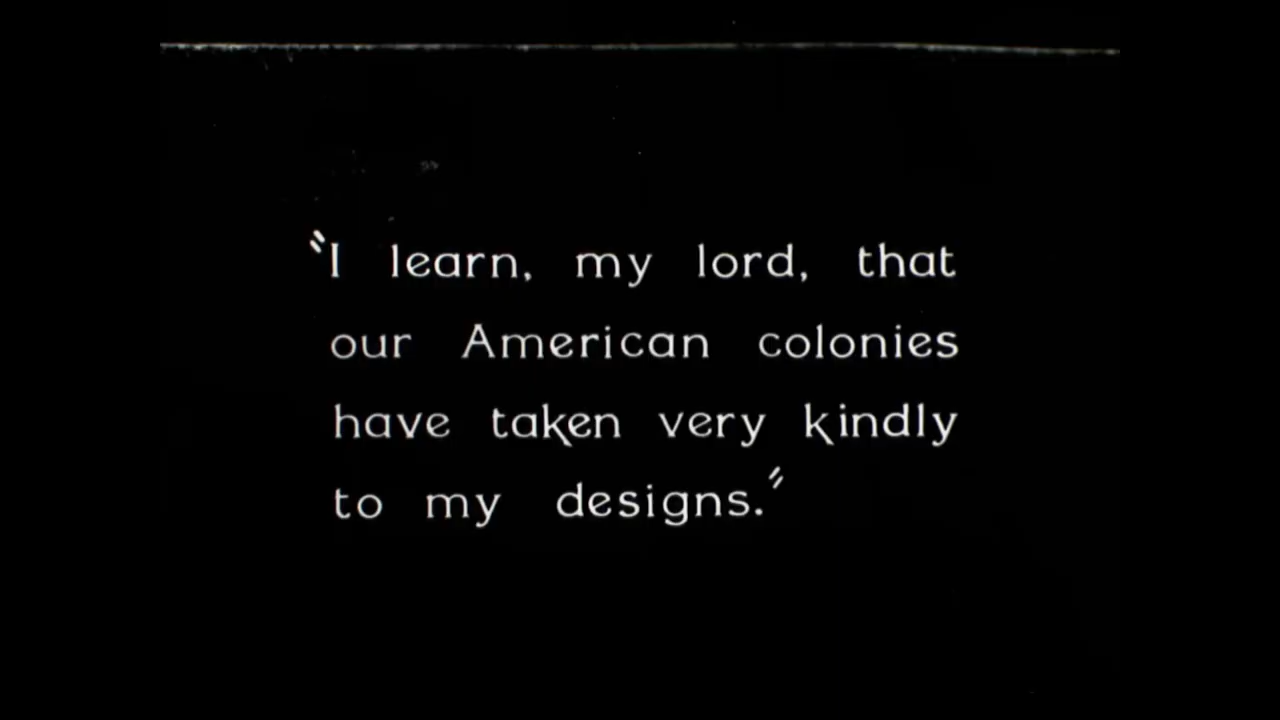 "I learn, my lord, that
our American colonies
have taken very kindly
to my designs."